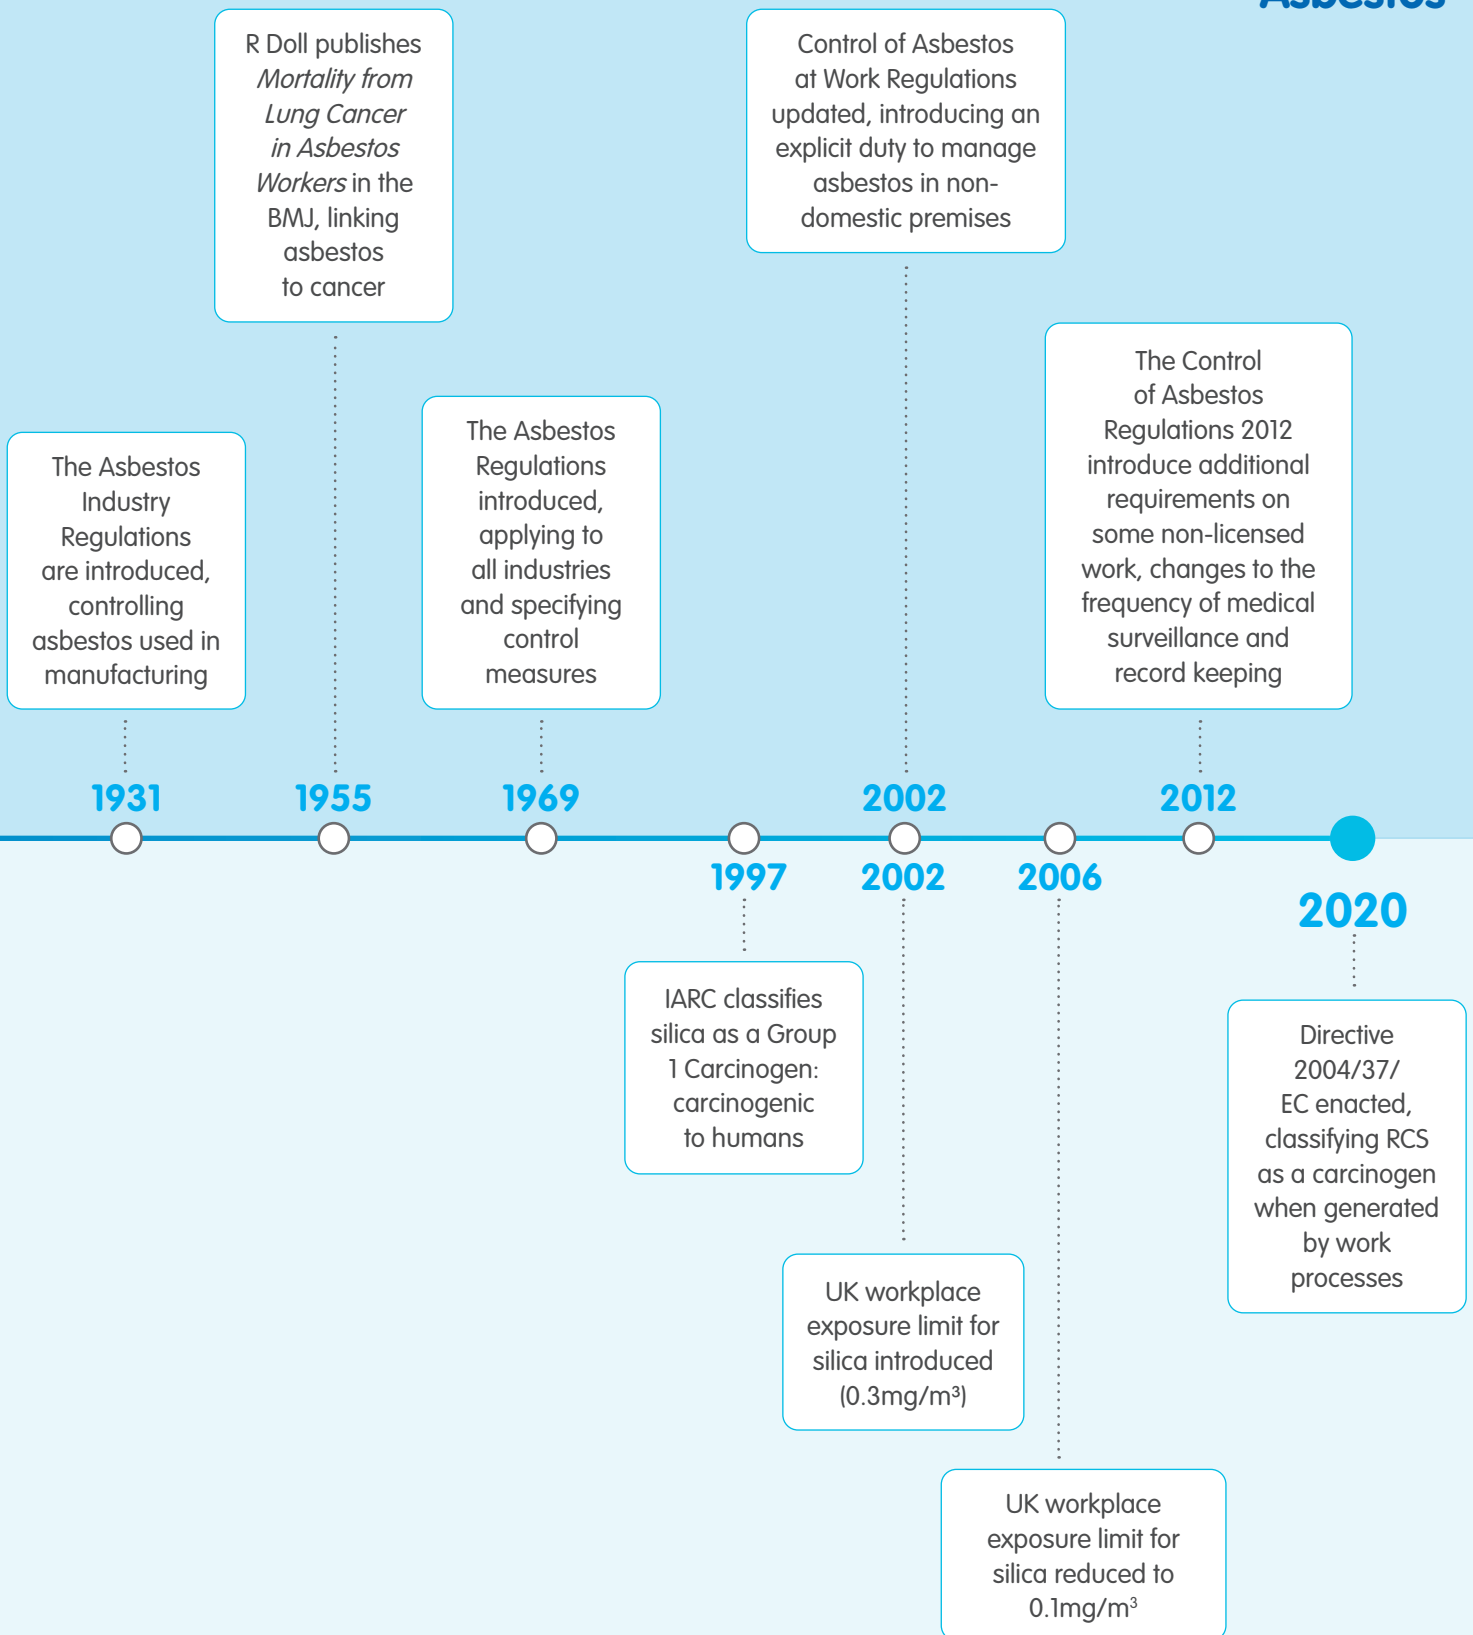 Asbestos
R Doll publishes
Mortality from
Lung Cancer
in Asbestos
Workers in the
BMJ, linking
asbestos
to cancer
Control of Asbestos
at Work Regulations
updated, introducing an
explicit duty to manage
asbestos in non-
domestic premises
The Asbestos
Industry
Regulations
are introduced,
controlling
asbestos used in
manufacturing
The Asbestos
Regulations
introduced,
applying to
all industries
and specifying
control
measures
The Control
of Asbestos
Regulations 2012
introduce additional
requirements on
some non-licensed
work, changes to the
frequency of medical
surveillance and
record keeping
1931
1955
1969
2002
2012
1997
2002
2006
2020
IARC classifies
silica as a Group
1 Carcinogen:
carcinogenic
to humans
UK workplace
exposure limit for
silica introduced
(0.3mg/m³)
UK workplace
exposure limit for
silica reduced to
0.1mg/m³
Directive
2004/37/
EC enacted,
classifying RCS
as a carcinogen
when generated
by work
processes